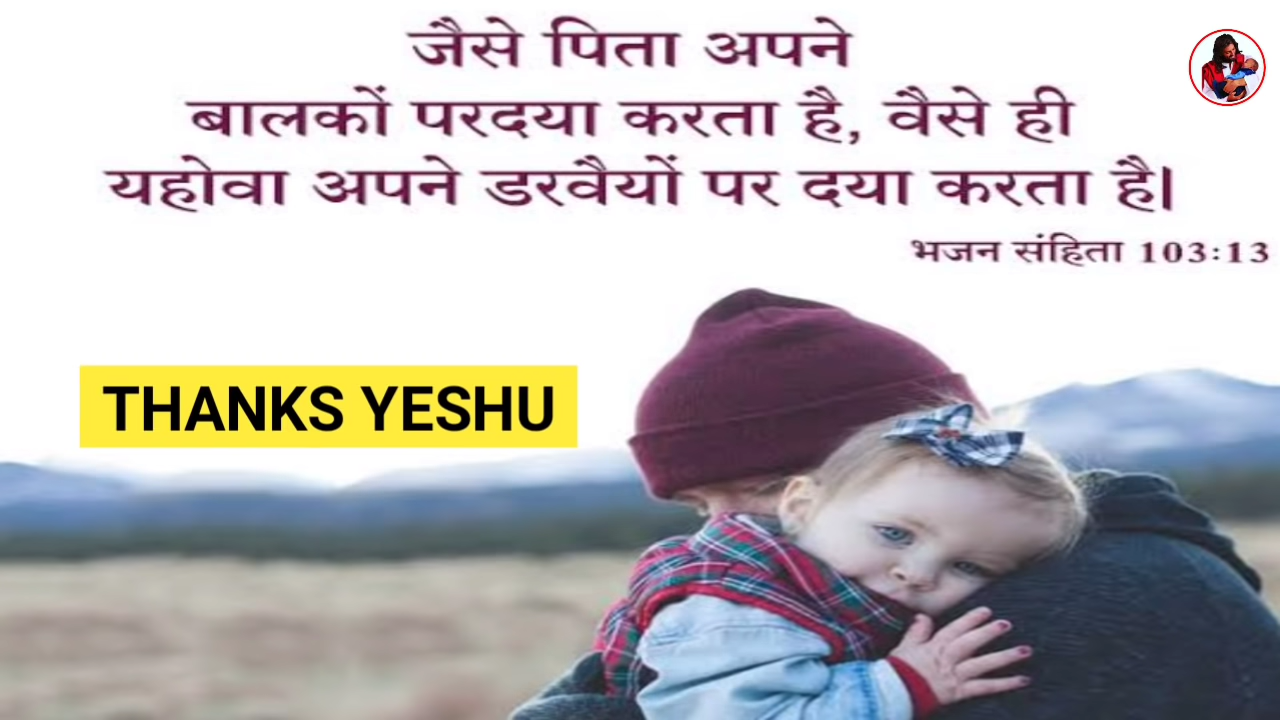 जैसे पिता अपने
बालकों परदया करता है, वैसे ही
यहोवा अपने डरवैयों पर दया करता है|
भजन संहिता 103:13
THANKS YESHU